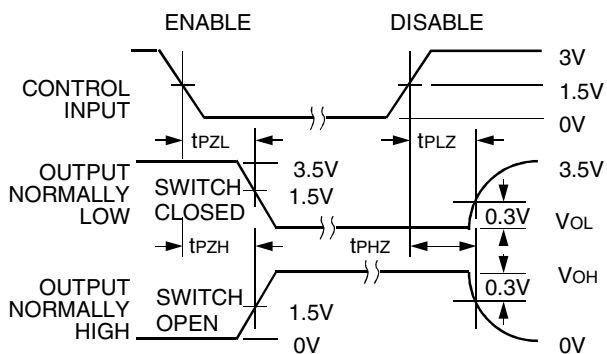 ENABLE DISABLE
3V
CONTROL
INPUT
1.5V
0V
tPZL tPLZ
OUTPUT
NORMALLY
LOW
SWITCH
CLOSED
3.5V
1.5V
3.5V
0.3V
VOL
tPZH tPHZ
OUTPUT
NORMALLY
HIGH
SWITCH
OPEN
1.5V
0V
VOH
0.3V
0V